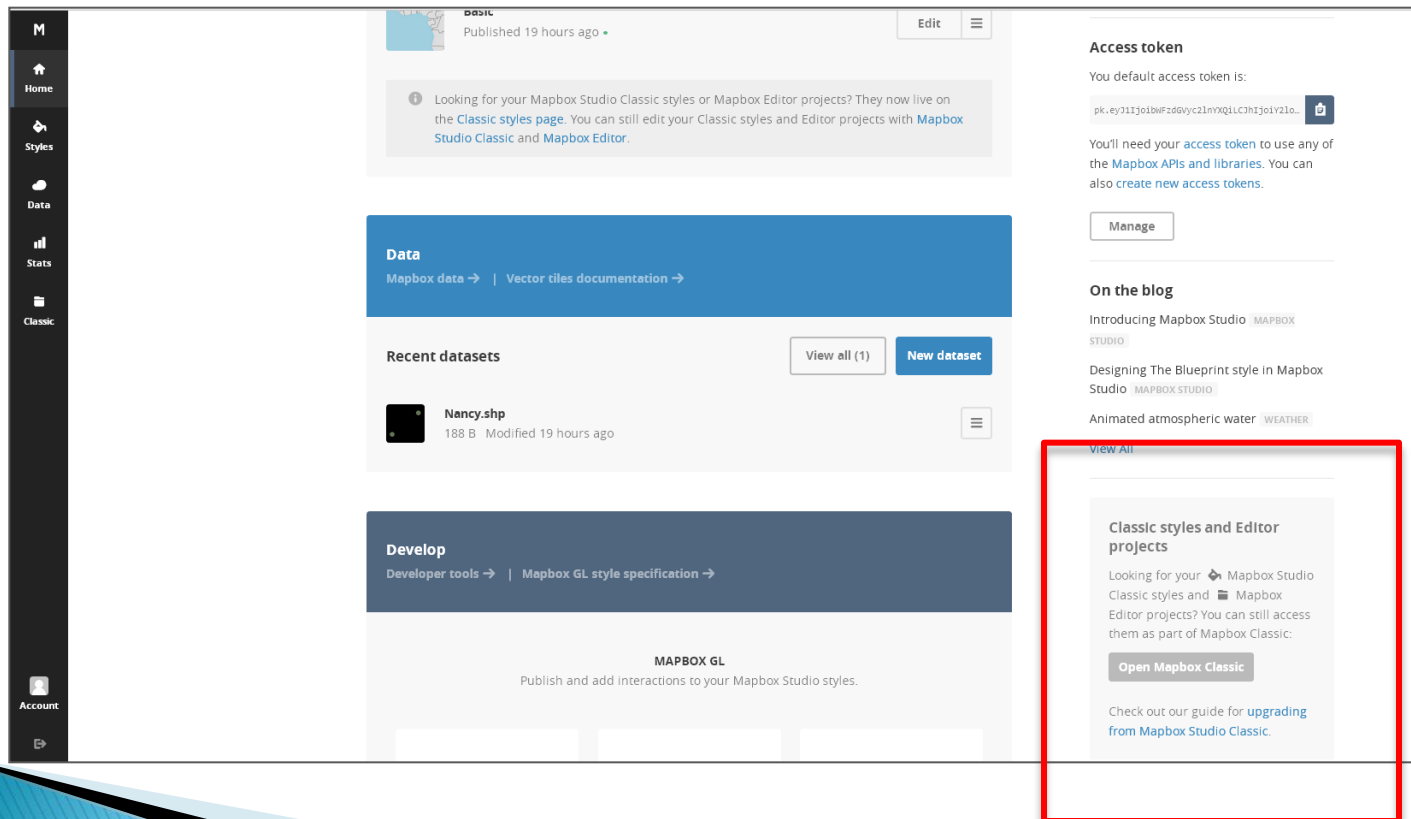 M
Home
Styles
Data
Stats
Classic
Account
Basic
Published 19 hours ago
Edit
Looking for your Mapbox Studio Classic styles or Mapbox Editor projects? They now live on
the Classic styles page. You can still edit your Classic styles and Editor projects with Mapbox
Studio Classic and Mapbox Editor.
Data
Mapbox data → | Vector tiles documentation →
Recent datasets
View all (1)
New dataset
Nancy.shp
188 B Modified 19 hours ago
Develop
Developer tools → | Mapbox GL style specification →
MAPBOX GL
Publish and add interactions to your Mapbox Studio styles.
Access token
You default access token is:
You'll need your access token to use any of
the Mapbox APIs and libraries. You can
also create new access tokens.
Manage
On the blog
Introducing Mapbox Studio MAPBOX
STUDIO
Designing The Blueprint style in Mapbox
Studio MAPBOX STUDIO
Animated atmospheric water WEATHER
View All
Classic styles and Editor
projects
Looking for your Mapbox Studio
Classic styles and Mapbox
Editor projects? You can still access
them as part of Mapbox Classic:
Open Mapbox Classic
Check out our guide for upgrading
from Mapbox Studio Classic.